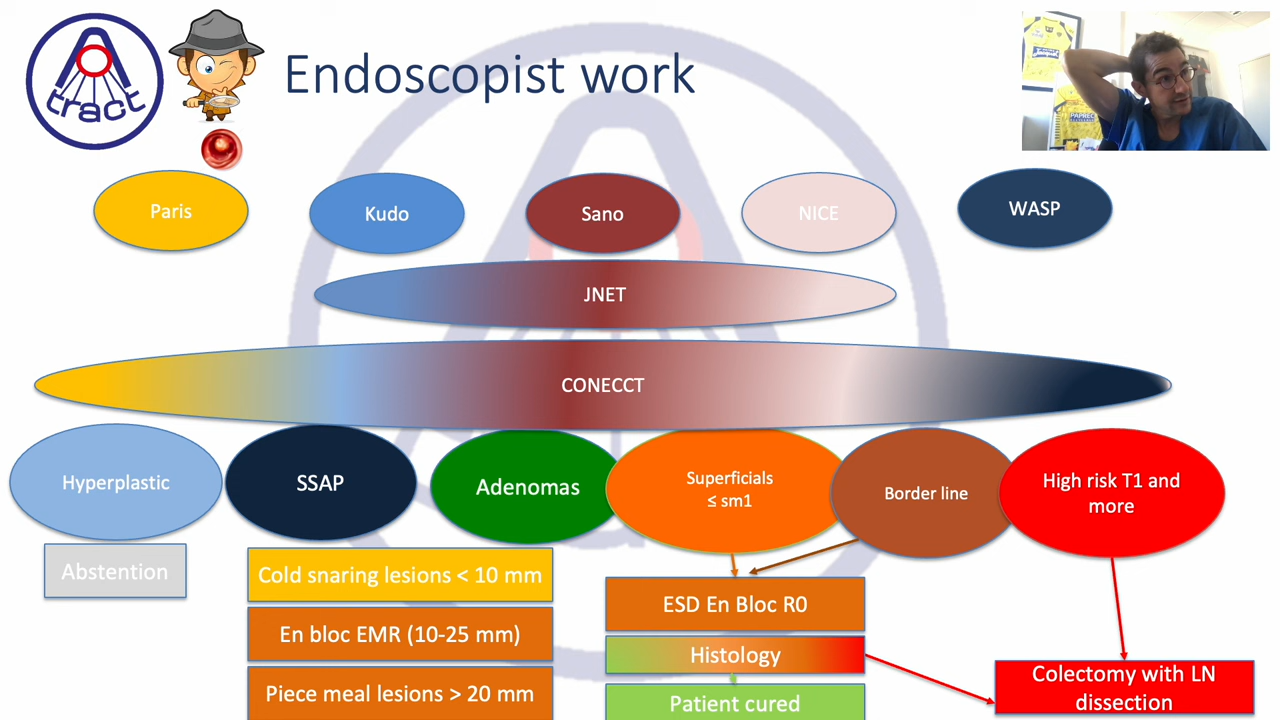 tract
Endoscopist work
PAPREC
Paris
Kudo
Sano
NICE
WASP
JNET
CONECCT
Hyperplastic
SSAP
Adenomas
Superficials
≤ sm1
Border line
High risk T1 and
more
Abstention
Cold snaring lesions < 10 mm
En bloc EMR (10-25 mm)
Piece meal lesions > 20 mm
ESD En Bloc R0
Histology
Patient cured
Colectomy with LN
dissection